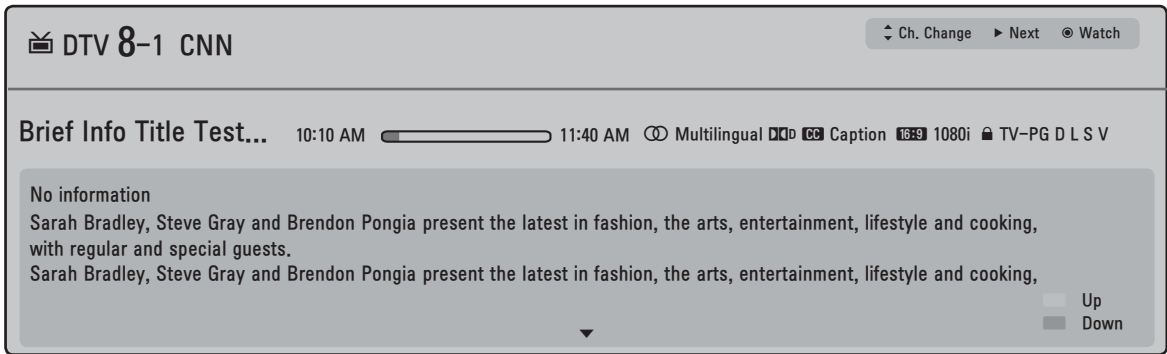 DTV 8-1 CNN
Ch. Change Next Watch
Brief Info Title Test... 10:10 AM 11:40 AM Multilingual DD D CC Caption 16:9 1080i TV-PG D L S V
No information
Sarah Bradley, Steve Gray and Brendon Pongia present the latest in fashion, the arts, entertainment, lifestyle and cooking,
with regular and special guests.
Sarah Bradley, Steve Gray and Brendon Pongia present the latest in fashion, the arts, entertainment, lifestyle and cooking,
Up
Down